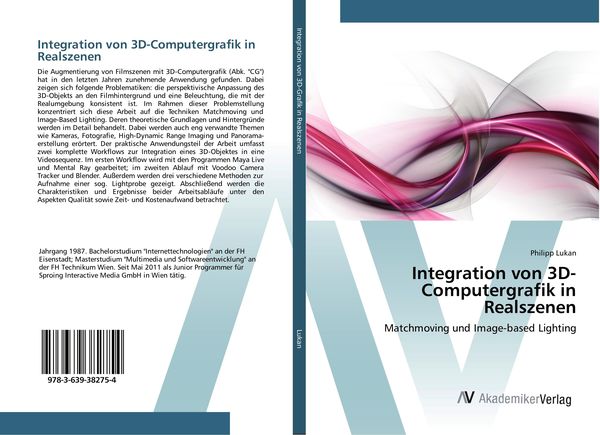 Integration von 3D-Computergrafik in
Realszenen
Die Augmentierung von Filmszenen mit 3D-Computergrafik (Abk. "CG")
hat in den letzten Jahren zunehmende Anwendung gefunden. Dabei
zeigen sich folgende Problematiken: die perspektivische Anpassung des
3D-Objekts an den Filmhintergrund und eine Beleuchtung, die mit der
Realumgebung konsistent ist. Im Rahmen dieser Problemstellung
konzentriert sich diese Arbeit auf die Techniken Matchmoving und
Image-Based Lighting. Deren theoretische Grundlagen und Hintergründe
werden im Detail behandelt. Dabei werden auch eng verwandte Themen
wie Kameras, Fotografie, High-Dynamic Range Imaging und Panorama-
erstellung erörtert. Der praktische Anwendungsteil der Arbeit umfasst
zwei komplette Workflows zur Integration eines 3D-Objektes in eine
Videosequenz. Im ersten Workflow wird mit den Programmen Maya Live
und Mental Ray gearbeitet; im zweiten Ablauf mit Voodoo Camera
Tracker und Blender. Außerdem werden drei verschiedene Methoden zur
Aufnahme einer sog. Lightprobe gezeigt. Abschließend werden die
Charakteristiken und Ergebnisse beider Arbeitsabläufe unter den
Aspekten Qualität sowie Zeit- und Kostenaufwand betrachtet.
Jahrgang 1987. Bachelorstudium "Internettechnologien" an der FH
Eisenstadt; Masterstudium "Multimedia und Softwareentwicklung" an
der FH Technikum Wien. Seit Mai 2011 als Junior Programmer für
Sproing Interactive Media GmbH in Wien tätig.
978-3-639-38275-4
Integration von 3D-Grafik in Realszenen
Lukan
Philipp Lukan
Integration von 3D-
Computergrafik in
Realszenen
Matchmoving und Image-based Lighting
AV AkademikerVerlag